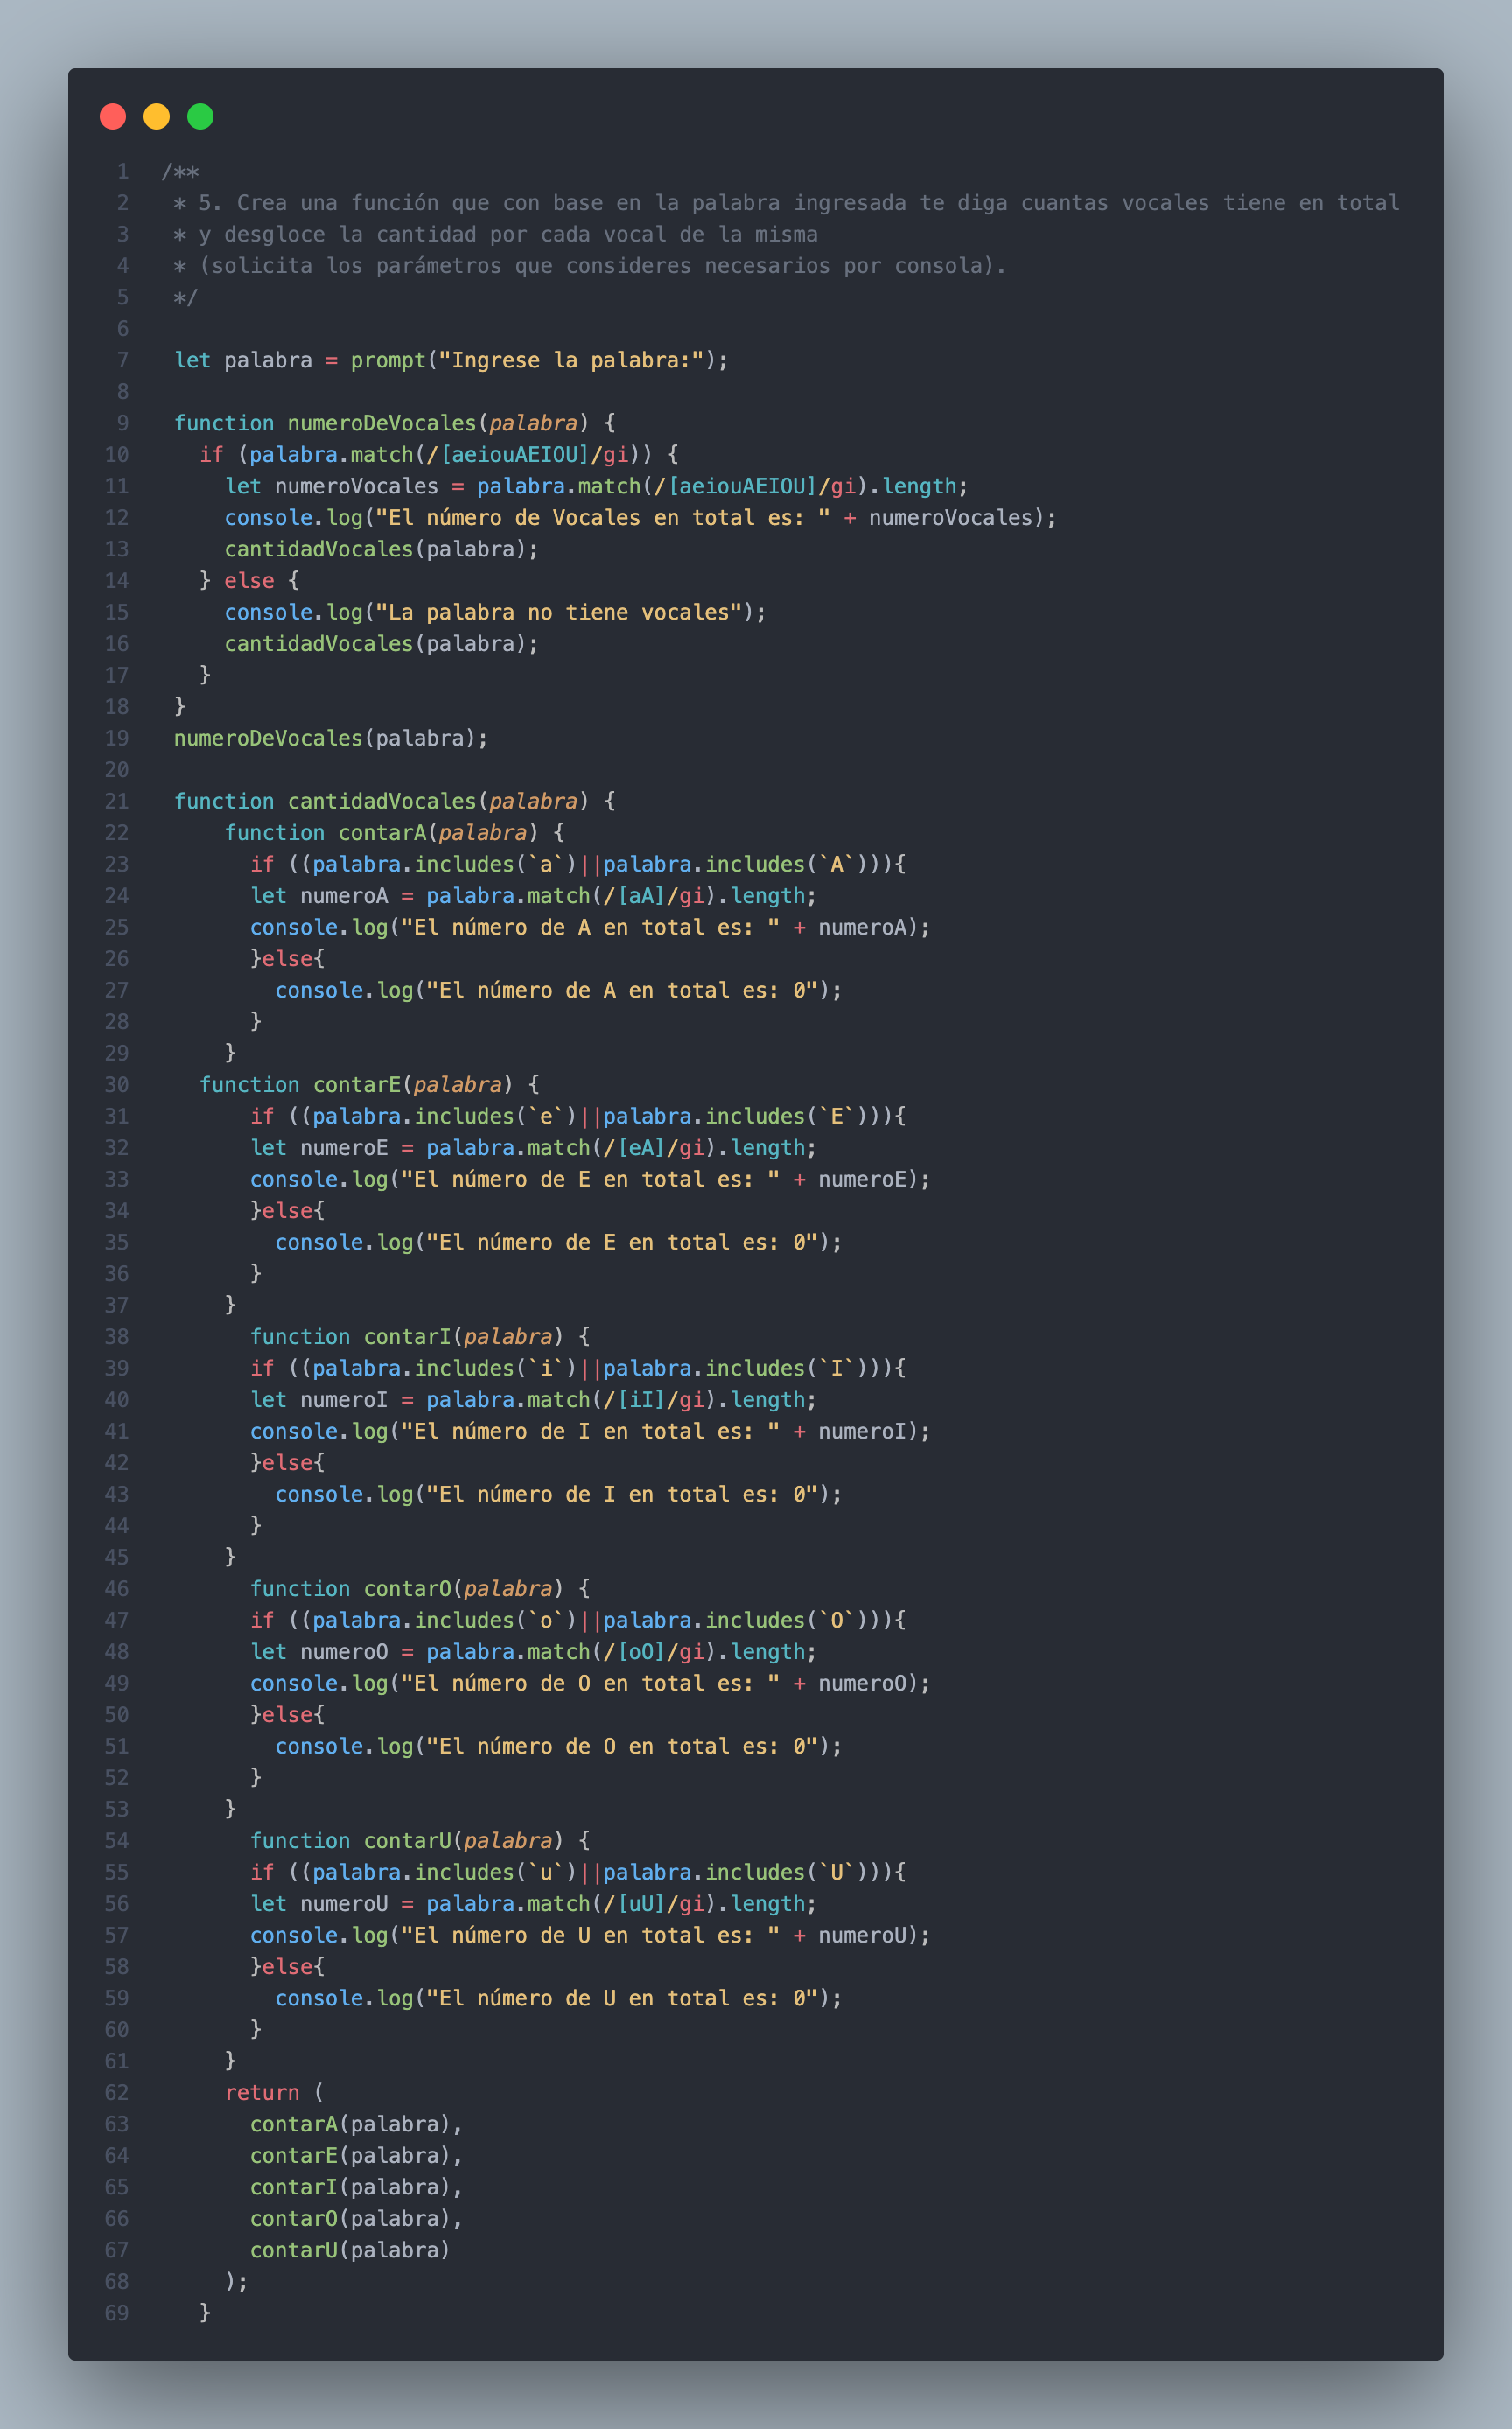 1 /**
2 * 5. Crea una función que con base en la palabra ingresada te diga cuantas vocales tiene en total
3 * y desgloce la cantidad por cada vocal de la misma
4 * (solicita los parámetros que consideres necesarios por consola).
5 */
6
7 let palabra = prompt("Ingrese la palabra:");
8
9 function numeroDeVocales(palabra) {
10 if (palabra.match(/[aeiouAEIOU]/gi)) {
11 let numeroVocales = palabra.match(/[aeiouAEIOU]/gi).length;
12 console.log("El número de Vocales en total es: " + numeroVocales);
13 cantidadVocales(palabra);
14 } else {
15 console.log("La palabra no tiene vocales");
16 cantidadVocales(palabra);
17 }
18 }
19 numeroDeVocales(palabra);
20
21 function cantidadVocales(palabra) {
22 function contarA(palabra) {
23 if ((palabra.includes(`a`)||palabra.includes(`A`))){
24 let numeroA = palabra.match(/[aA]/gi).length;
25 console.log("El número de A en total es: " + numeroA);
26 }else{
27 console.log("El número de A en total es: 0");
28 }
29 }
30 function contarE(palabra) {
31 if ((palabra.includes(`e`)||palabra.includes(`E`))){
32 let numeroE = palabra.match(/[eA]/gi).length;
33 console.log("El número de E en total es: " + numeroE);
34 }else{
35 console.log("El número de E en total es: 0");
36 }
37 }
38 function contarI(palabra) {
39 if ((palabra.includes(`i`)||palabra.includes(`I`))){
40 let numeroI = palabra.match(/[iI]/gi).length;
41 console.log("El número de I en total es: " + numeroI);
42 }else{
43 console.log("El número de I en total es: 0");
44 }
45 }
46 function contarO(palabra) {
47 if ((palabra.includes(`o`)||palabra.includes(`O`))){
48 let numeroO = palabra.match(/[oO]/gi).length;
49 console.log("El número de O en total es: " + numeroO);
50 }else{
51 console.log("El número de O en total es: 0");
52 }
53 }
54 function contarU(palabra) {
55 if ((palabra.includes(`u`)||palabra.includes(`U`))){
56 let numeroU = palabra.match(/[uU]/gi).length;
57 console.log("El número de U en total es: " + numeroU);
58 }else{
59 console.log("El número de U en total es: 0");
60 }
61 }
62 return (
63 contarA(palabra),
64 contarE(palabra),
65 contarI(palabra),
66 contarO(palabra),
67 contarU(palabra)
68 );
69 }